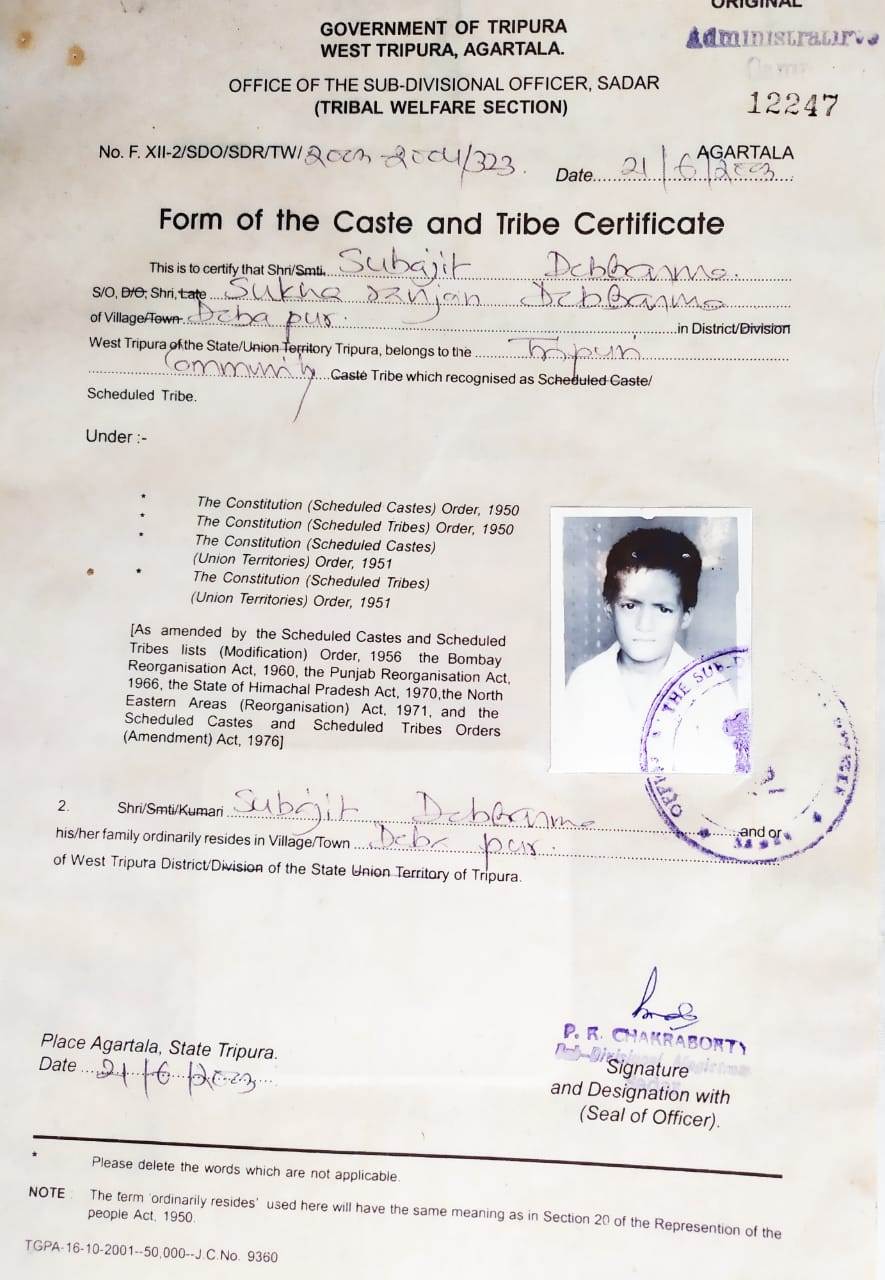 ORIGINAL
GOVERNMENT OF TRIPURA
WEST TRIPURA, AGARTALA.
Administrative
OFFICE OF THE SUB-DIVISIONAL OFFICER, SADAR
(TRIBAL WELFARE SECTION)
12247
No. F. XII-2/SDO/SDR/TW/2003-2004/323.
AGARTALA
Date....21/6/2003....
Form of the Caste and Tribe Certificate
This is to certify that Shri/Smti. Subajit DebBarma.
S/O, D/O, Shri, Late Sukha ranjan DebBarma
of Village/Town Deba pur. in District/Division
West Tripura of the State/Union Territory Tripura, belongs to the Tripuri
Community Caste Tribe which recognised as Scheduled Caste/
Scheduled Tribe.
Under :-
* The Constitution (Scheduled Castes) Order, 1950
* The Constitution (Scheduled Tribes) Order, 1950
* The Constitution (Scheduled Castes)
(Union Territories) Order, 1951
* The Constitution (Scheduled Tribes)
(Union Territories) Order, 1951
[As amended by the Scheduled Castes and Scheduled
Tribes lists (Modification) Order, 1956 the Bombay
Reorganisation Act, 1960, the Punjab Reorganisation Act,
1966, the State of Himachal Pradesh Act, 1970,the North
Eastern Areas (Reorganisation) Act, 1971, and the
Scheduled Castes and Scheduled Tribes Orders
(Amendment) Act, 1976]
THE SUB-D
2. Shri/Smti/Kumari Subajit DebBarma
and or
his/her family ordinarily resides in Village/Town Deba pur.
of West Tripura District/Division of the State Union Territory of Tripura.
P. R. CHAKRABORTY
Sub-Divisional Magistrate
Place Agartala, State Tripura.
Date ....21/6/2003....
Signature
and Designation with
(Seal of Officer).
* Please delete the words which are not applicable.
NOTE : The term 'ordinarily resides' used here will have the same meaning as in Section 20 of the Represention of the
people Act, 1950.
TGPA-16-10-2001--50,000--J.C.No. 9360